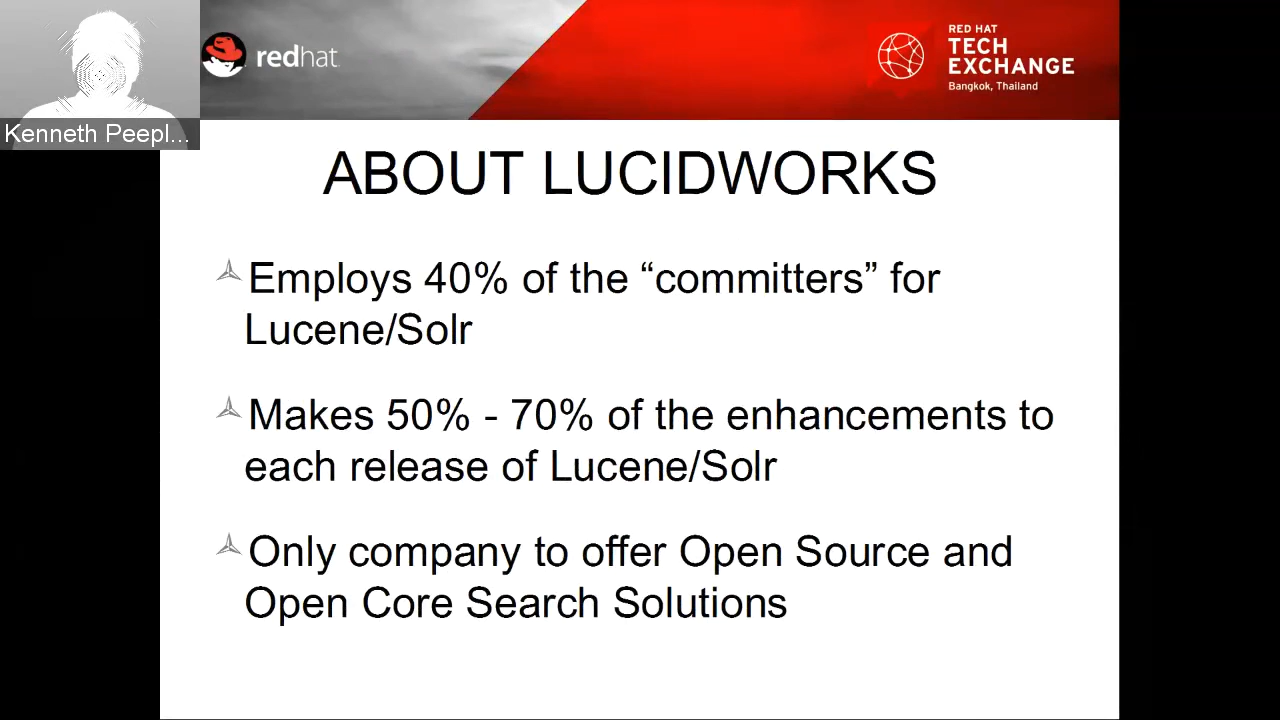 redhat.
RED HAT
TECH
EXCHANGE
Bangkok, Thailand
Kenneth Peepl...
ABOUT LUCIDWORKS
Employs 40% of the “committers” for
Lucene/Solr
Makes 50% - 70% of the enhancements to
each release of Lucene/Solr
Only company to offer Open Source and
Open Core Search Solutions